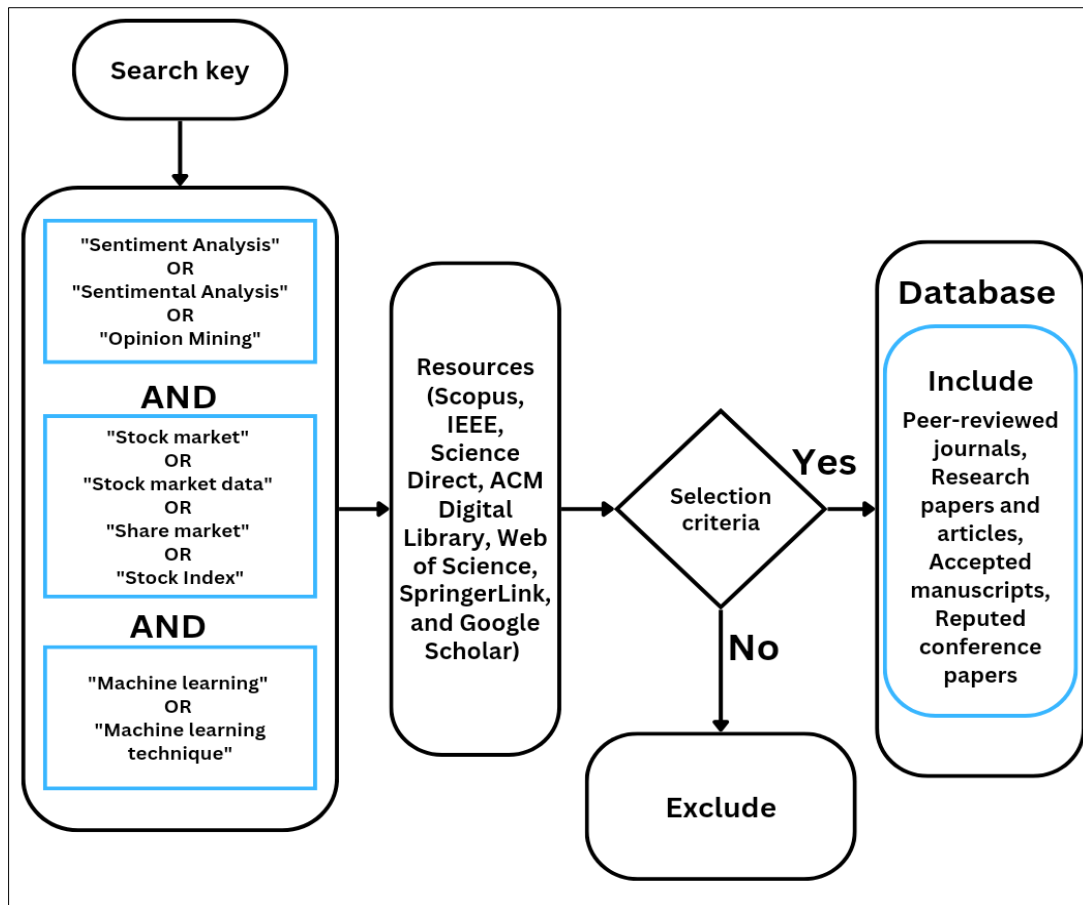 Search key
"Sentiment Analysis"
OR
"Sentimental Analysis"
OR
"Opinion Mining"
AND
"Stock market"
OR
"Stock market data"
OR
"Share market"
OR
"Stock Index"
AND
"Machine learning"
OR
"Machine learning
technique"
Resources
(Scopus,
IEEE,
Science
Direct, ACM
Digital
Library, Web
of Science,
SpringerLink,
and Google
Scholar)
Selection
criteria
Yes
No
Exclude
Database
Include
Peer-reviewed
journals,
Research
papers and
articles,
Accepted
manuscripts,
Reputed
conference
papers